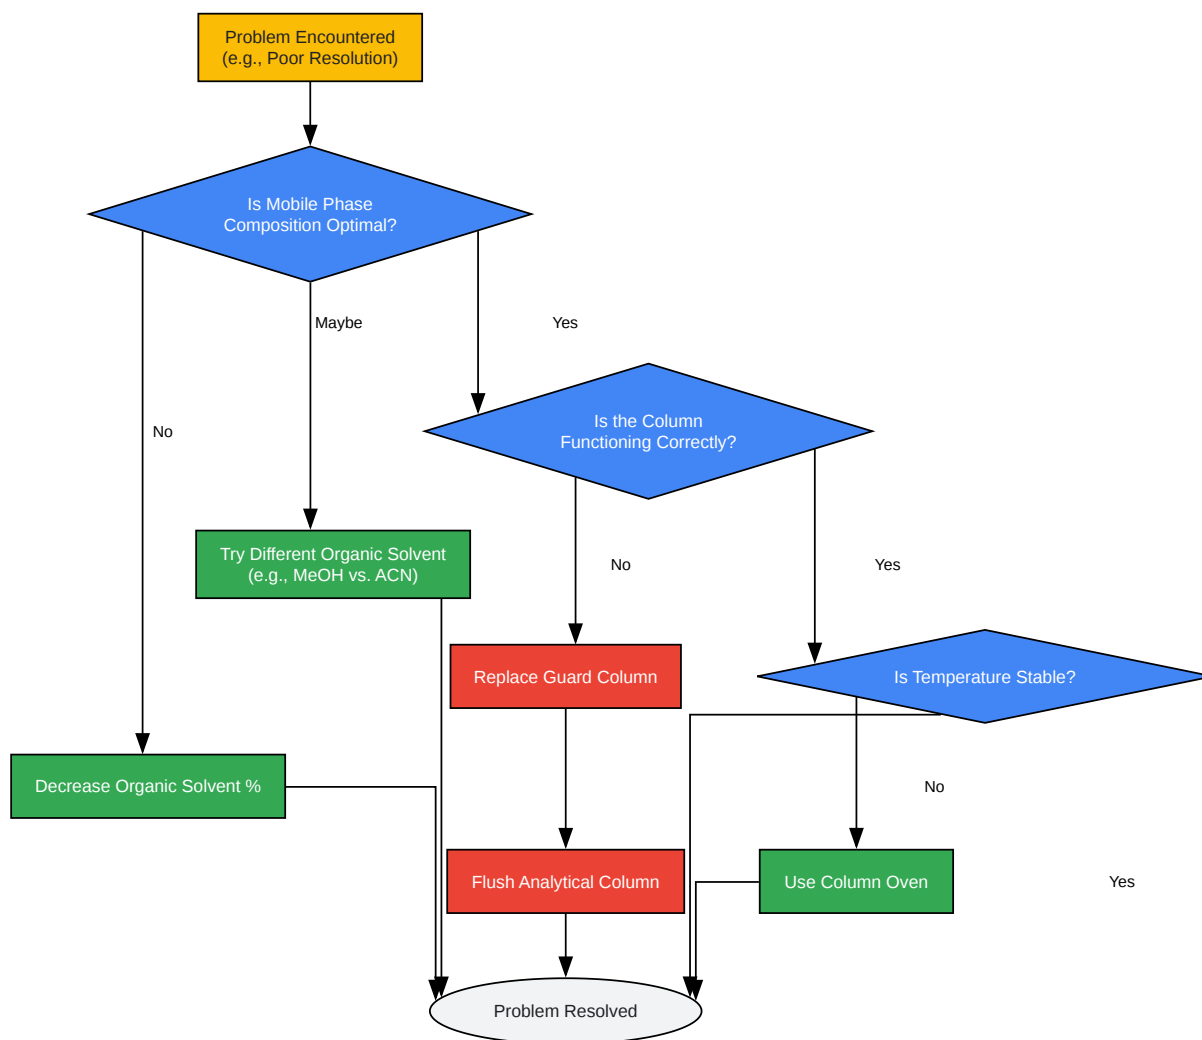 Problem Encountered
(e.g., Poor Resolution)
Is Mobile Phase
Composition Optimal?
Maybe
Yes
Is the Column
Functioning Correctly?
No
Try Different Organic Solvent
(e.g., MeOH vs. ACN)
No
Yes
Replace Guard Column
Is Temperature Stable?
Decrease Organic Solvent %
No
Flush Analytical Column
Use Column Oven
Yes
Problem Resolved